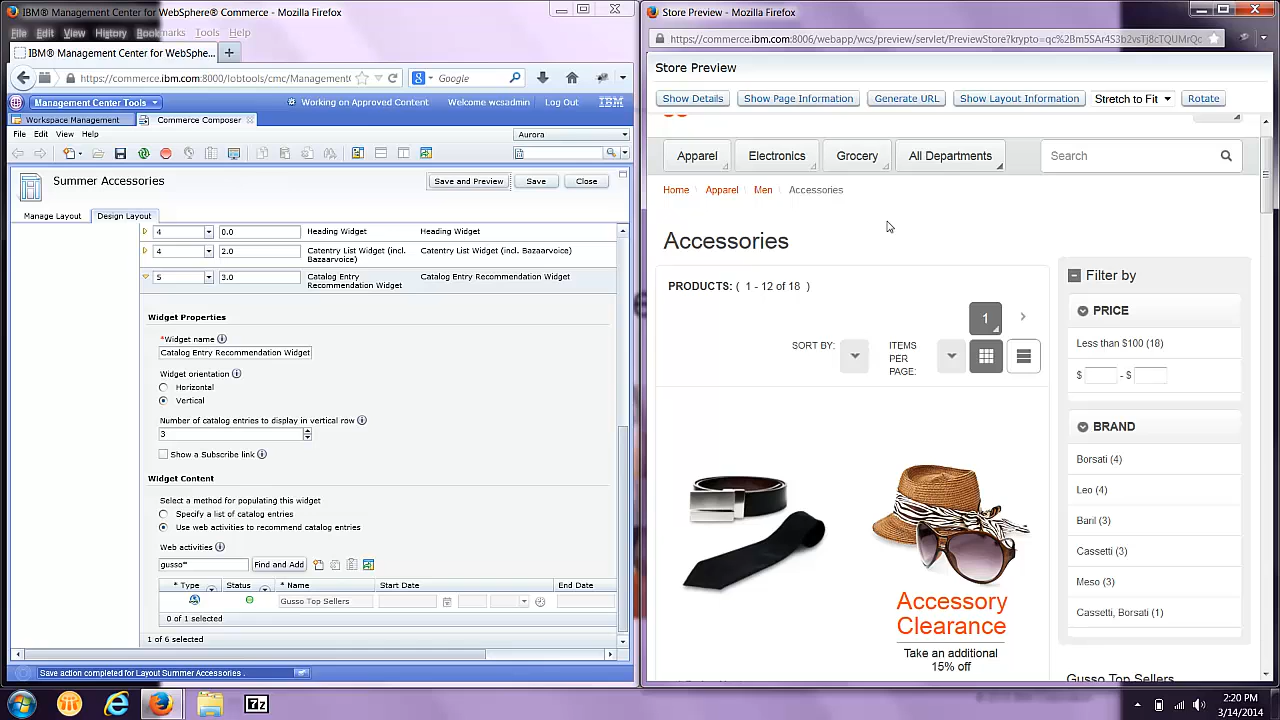 IBM® Management Center for WebSphere® Commerce - Mozilla Firefox
File Edit View History Bookmarks Tools Help
IBM® Management Center for WebSphe... +
https://commerce.ibm.com:8000/lobtools/cmc/Management Google
Management Center Tools Working on Approved Content Welcome wcsadmin Log Out IBM
Workspace Management Commerce Composer
File Edit View Help Aurora
Summer Accessories Save and Preview Save Close
Manage Layout Design Layout
4 0.0 Heading Widget Heading Widget
4 2.0 Catentry List Widget (incl. Bazaarvoice) Catentry List Widget (incl. Bazaarvoice)
5 3.0 Catalog Entry Recommendation Widget Catalog Entry Recommendation Widget
Widget Properties
*Widget name
Catalog Entry Recommendation Widget
Widget orientation
Horizontal
Vertical
Number of catalog entries to display in vertical row
3
Show a Subscribe link
Widget Content
Select a method for populating this widget
Specify a list of catalog entries
Use web activities to recommend catalog entries
Web activities
gusso* Find and Add
* Type Status * Name Start Date End Date
Gusso Top Sellers
0 of 1 selected
1 of 6 selected
Save action completed for Layout Summer Accessories .
Store Preview - Mozilla Firefox
Store Preview
Show Details Show Page Information Generate URL Show Layout Information Stretch to Fit Rotate
Apparel Electronics Grocery All Departments Search
Home Apparel Men Accessories
Accessories
PRODUCTS: ( 1 - 12 of 18 )
1
SORT BY: ITEMS PER PAGE:
Accessory
Clearance
Take an additional
15% off
Filter by
PRICE
Less than $100 (18)
$ - $
BRAND
Borsati (4)
Leo (4)
Baril (3)
Cassetti (3)
Meso (3)
Cassetti, Borsati (1)
Gusso Top Sellers
7z
2:20 PM
3/14/2014